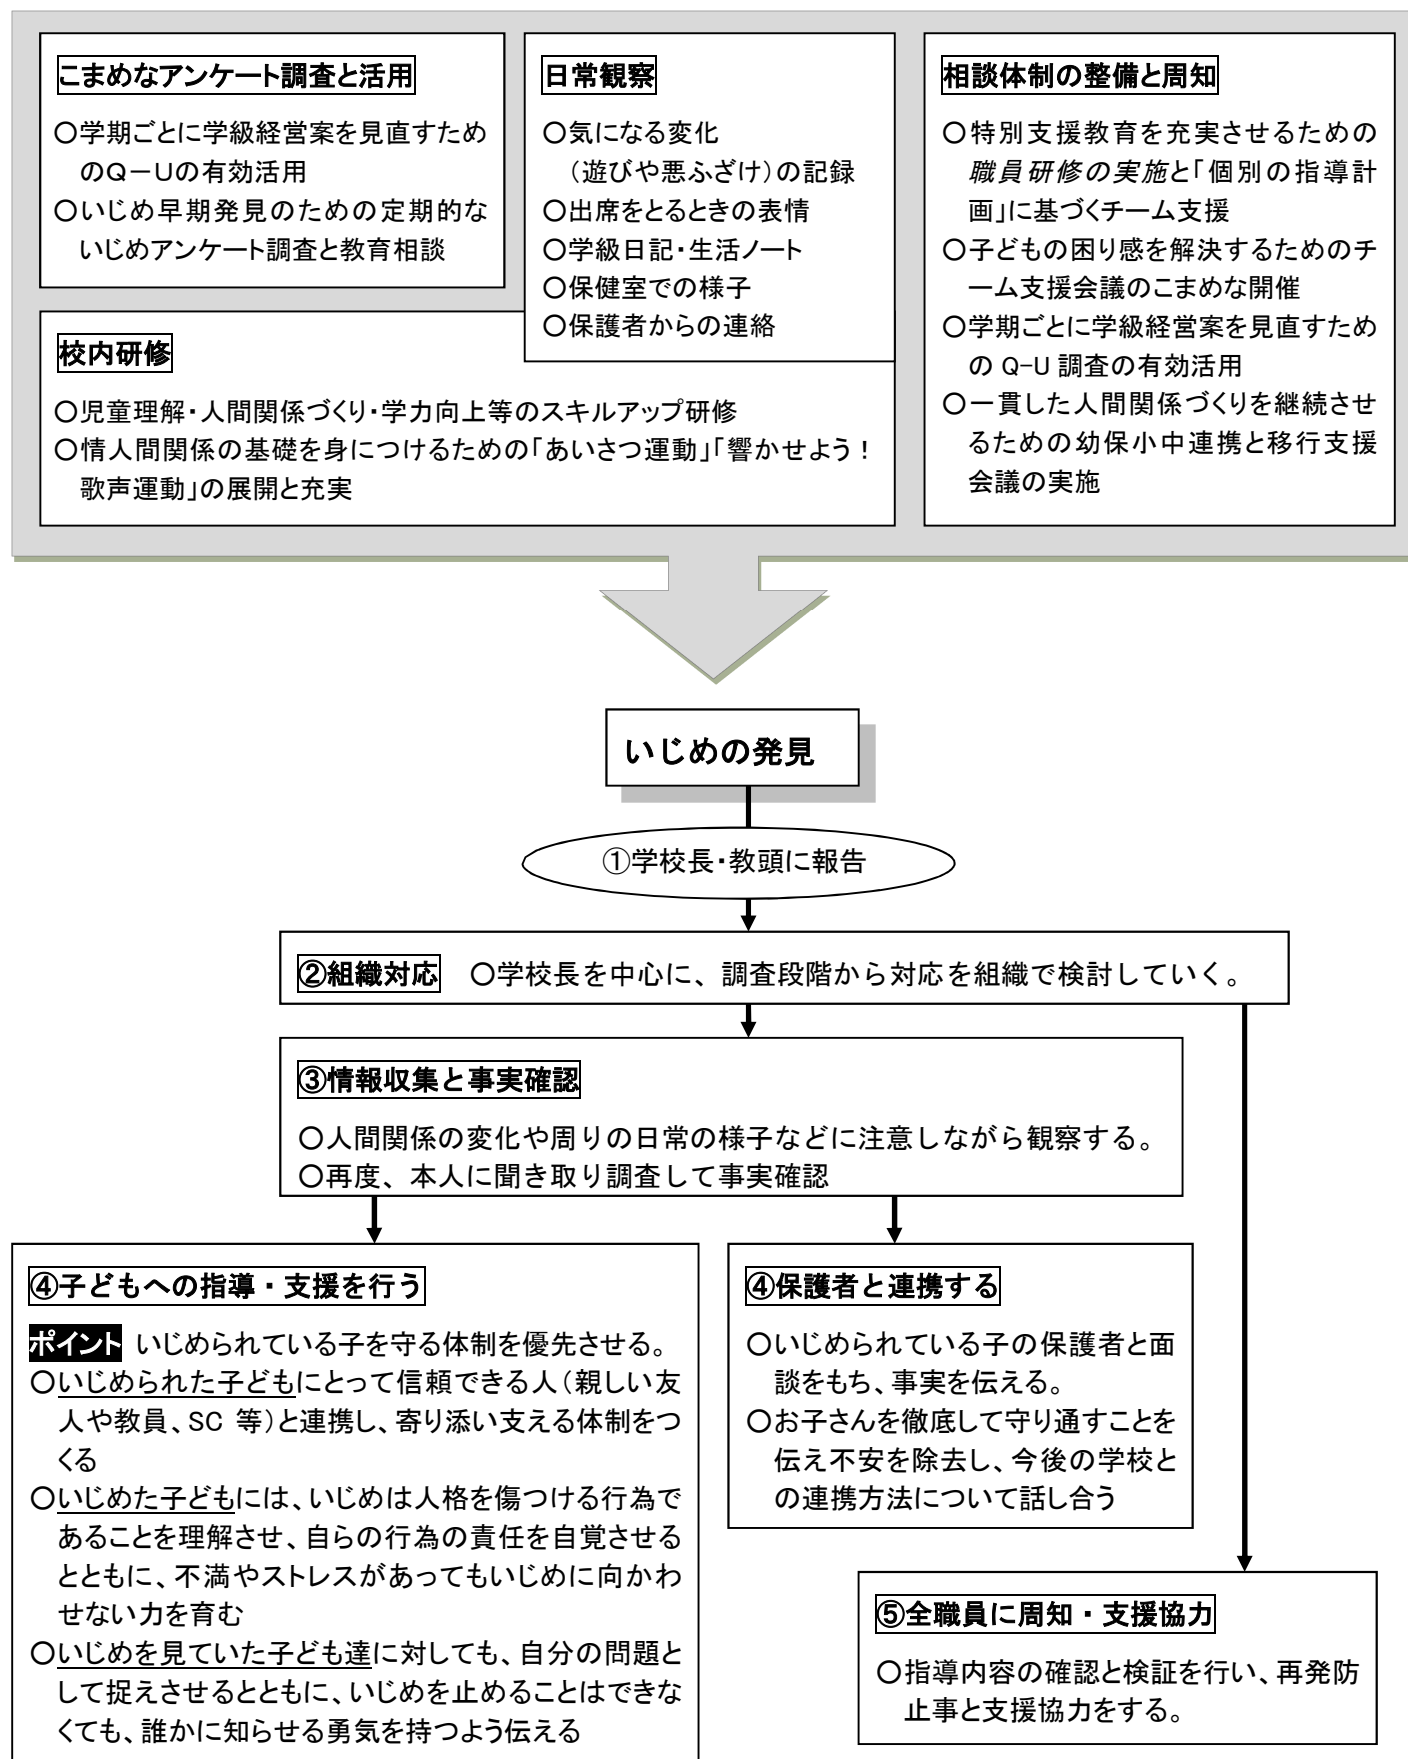 こまめなアンケート調査と活用
○学期ごとに学級経営案を見直すため
のQ－Uの有効活用
○いじめ早期発見のための定期的な
いじめアンケート調査と教育相談
日常観察
○気になる変化
（遊びや悪ふざけ）の記録
○出席をとるときの表情
○学級日記・生活ノート
○保健室での様子
○保護者からの連絡
相談体制の整備と周知
○特別支援教育を充実させるための
職員研修の実施と「個別の指導計
画」に基づくチーム支援
○子どもの困り感を解決するためのチ
ーム支援会議のこまめな開催
○学期ごとに学級経営案を見直すため
の Q-U 調査の有効活用
○一貫した人間関係づくりを継続させ
るための幼保小中連携と移行支援
会議の実施
校内研修
○児童理解・人間関係づくり・学力向上等のスキルアップ研修
○情人間関係の基礎を身につけるための「あいさつ運動」「響かせよう！
歌声運動」の展開と充実
いじめの発見
①学校長・教頭に報告
②組織対応　○学校長を中心に、調査段階から対応を組織で検討していく。
③情報収集と事実確認
○人間関係の変化や周りの日常の様子などに注意しながら観察する。
○再度、本人に聞き取り調査して事実確認
④子どもへの指導・支援を行う
ポイント いじめられている子を守る体制を優先させる。
○いじめられた子どもにとって信頼できる人（親しい友
人や教員、SC 等）と連携し、寄り添い支える体制をつ
くる
○いじめた子どもには、いじめは人格を傷つける行為で
あることを理解させ、自らの行為の責任を自覚させる
とともに、不満やストレスがあってもいじめに向かわ
せない力を育む
○いじめを見ていた子ども達に対しても、自分の問題と
して捉えさせるとともに、いじめを止めることはできな
くても、誰かに知らせる勇気を持つよう伝える
④保護者と連携する
○いじめられている子の保護者と面
談をもち、事実を伝える。
○お子さんを徹底して守り通すことを
伝え不安を除去し、今後の学校と
の連携方法について話し合う
⑤全職員に周知・支援協力
○指導内容の確認と検証を行い、再発防
止事と支援協力をする。